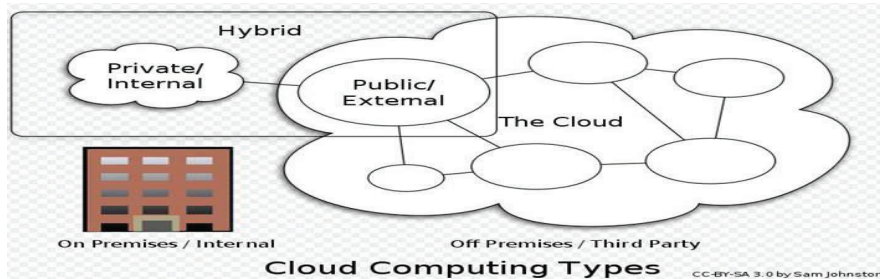 Hybrid
Private/
Internal
Public/
External
The Cloud
On Premises / Internal
Off Premises / Third Party
Cloud Computing Types
CC-BY-SA 3.0 by Sam Johnston